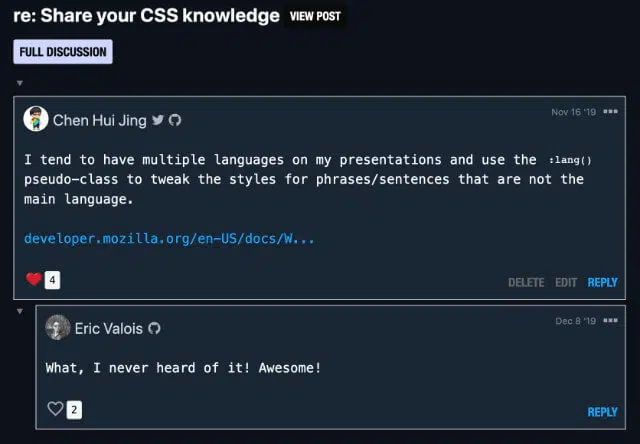 re: Share your CSS knowledge VIEW POST
FULL DISCUSSION
Chen Hui Jing
Nov 16 '19
I tend to have multiple languages on my presentations and use the :lang()
pseudo-class to tweak the styles for phrases/sentences that are not the
main language.
developer.mozilla.org/en-US/docs/W...
4
DELETE EDIT REPLY
Eric Valois
Dec 8 '19
What, I never heard of it! Awesome!
2
REPLY